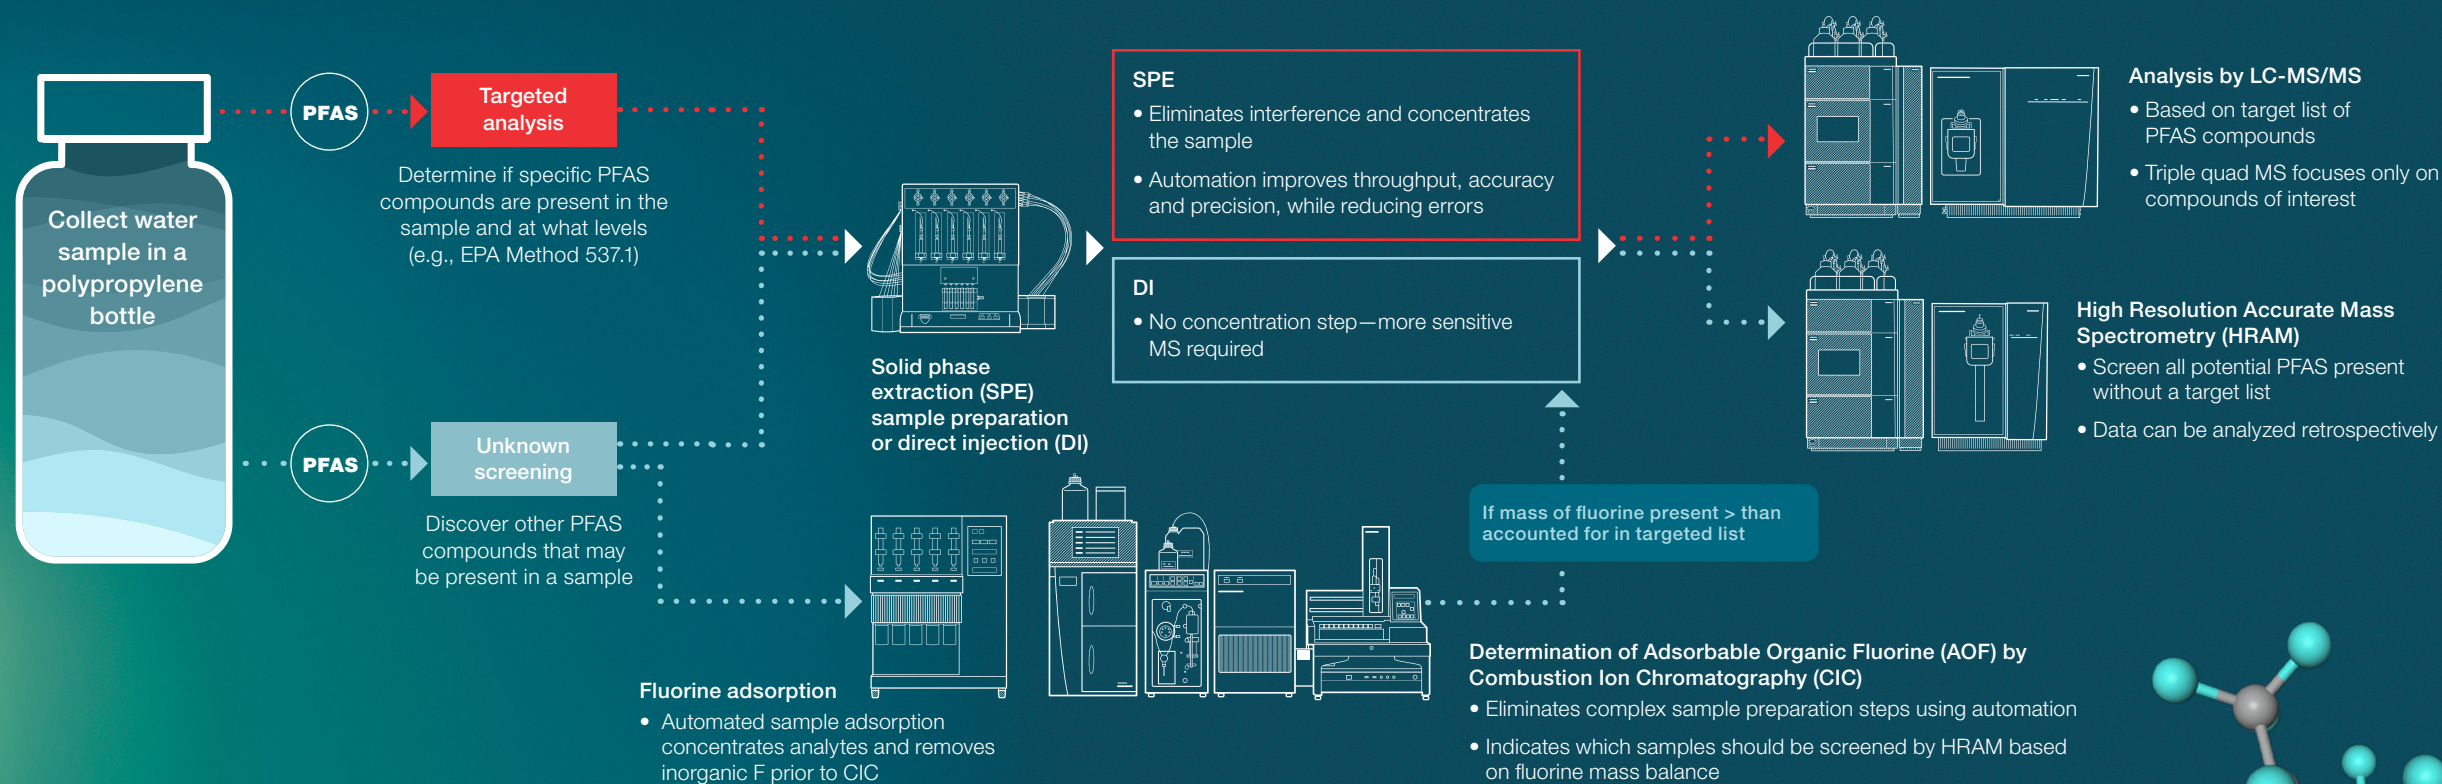 Collect water
sample in a
polypropylene
bottle
PFAS
Targeted
analysis
Determine if specific PFAS
compounds are present in the
sample and at what levels
(e.g., EPA Method 537.1)
PFAS
Unknown
screening
Discover other PFAS
compounds that may
be present in a sample
Solid phase
extraction (SPE)
sample preparation
or direct injection (DI)
SPE
• Eliminates interference and concentrates
the sample
• Automation improves throughput, accuracy
and precision, while reducing errors
DI
• No concentration step—more sensitive
MS required
Analysis by LC-MS/MS
• Based on target list of
PFAS compounds
• Triple quad MS focuses only on
compounds of interest
High Resolution Accurate Mass
Spectrometry (HRAM)
• Screen all potential PFAS present
without a target list
• Data can be analyzed retrospectively
If mass of fluorine present > than
accounted for in targeted list
Fluorine adsorption
• Automated sample adsorption
concentrates analytes and removes
inorganic F prior to CIC
Determination of Adsorbable Organic Fluorine (AOF) by
Combustion Ion Chromatography (CIC)
• Eliminates complex sample preparation steps using automation
• Indicates which samples should be screened by HRAM based
on fluorine mass balance